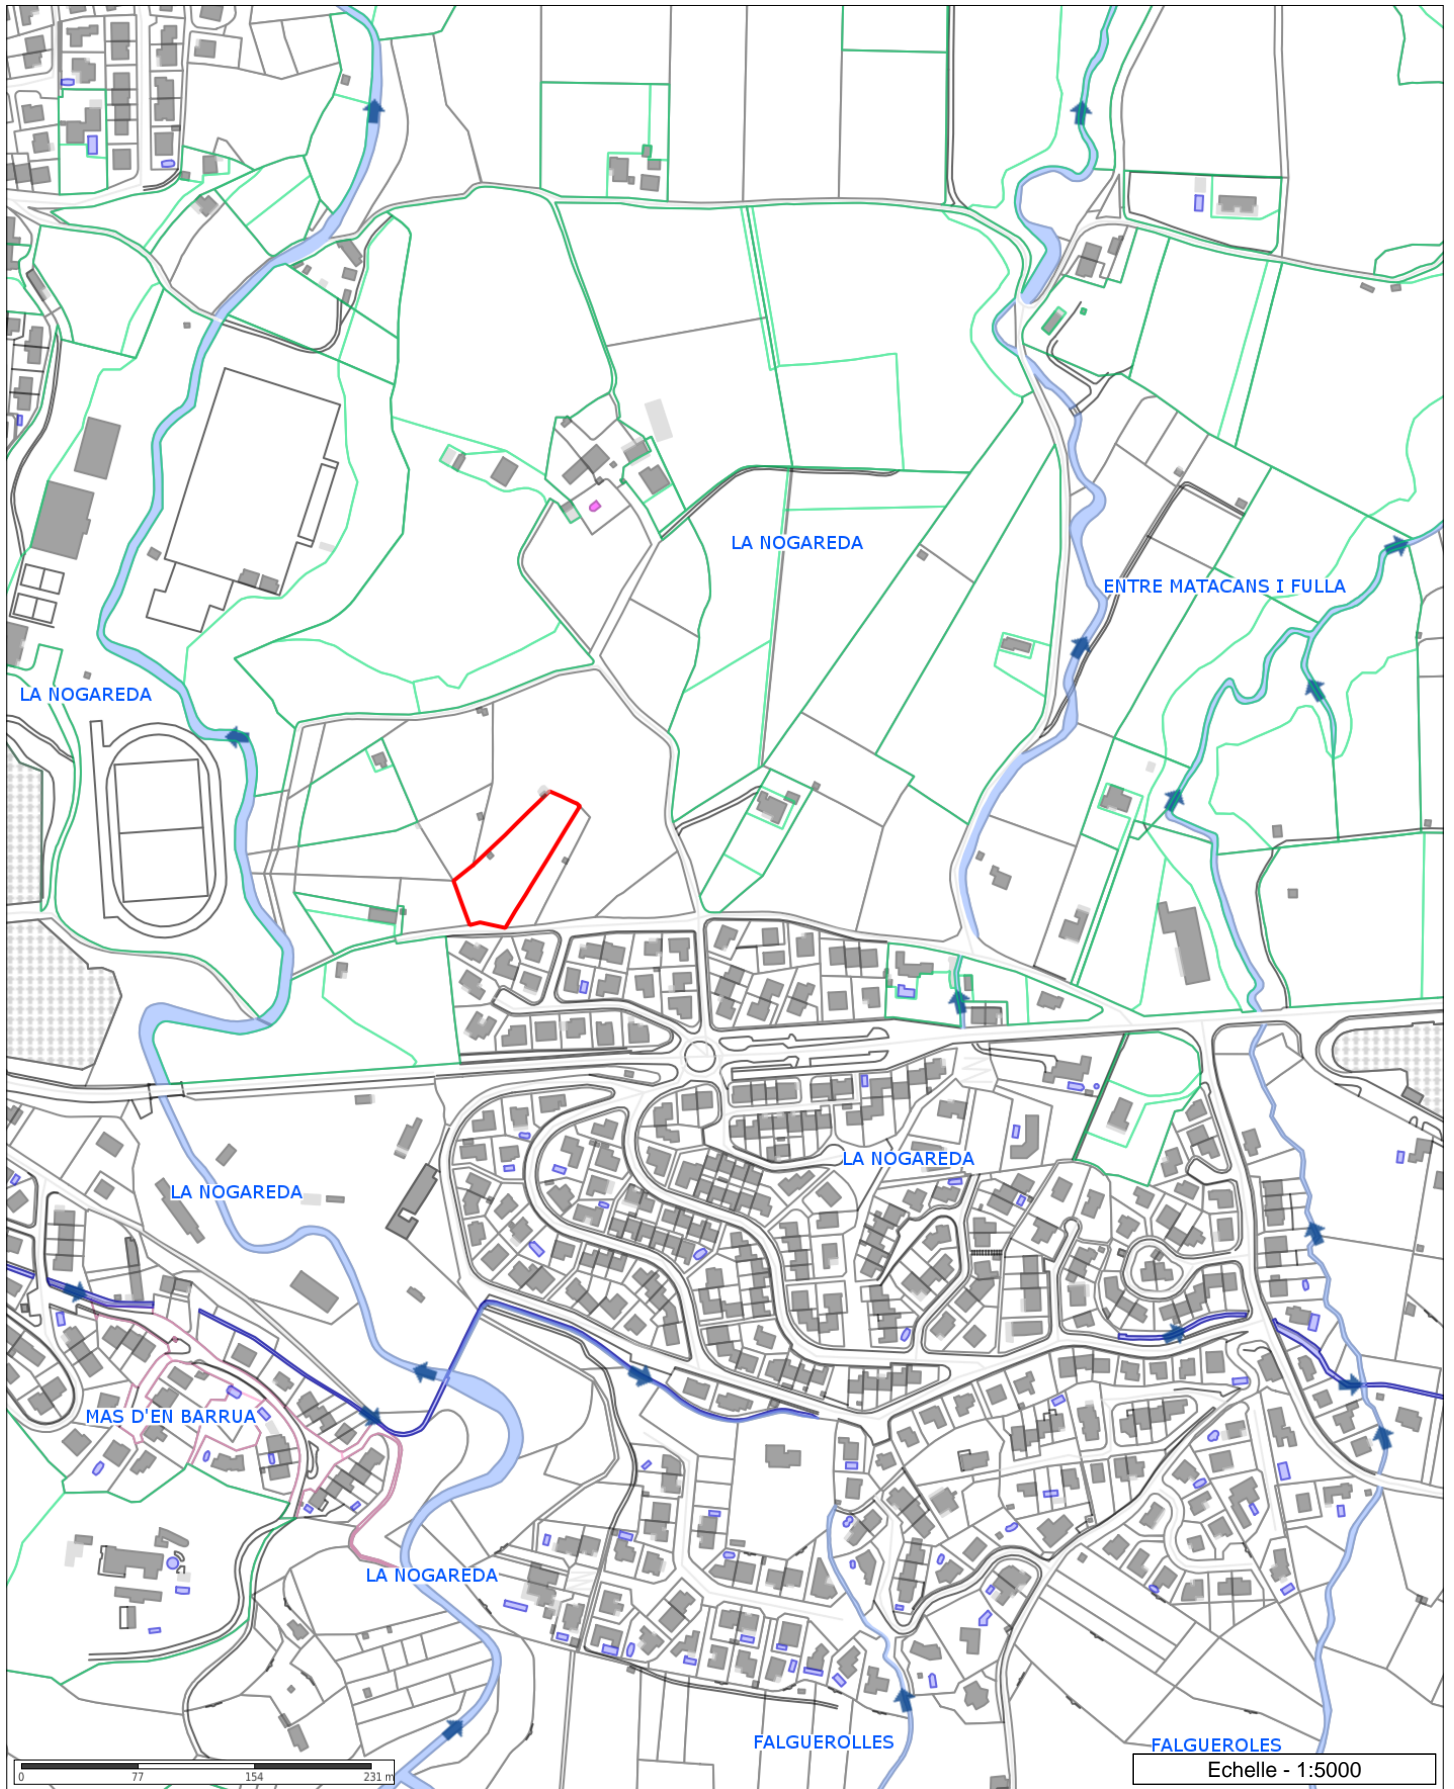 LA NOGAREDA
ENTRE MATACANS I FULLA
LA NOGAREDA
LA NOGAREDA
LA NOGAREDA
MAS D'EN BARRUA
LA NOGAREDA
FALGUEROLLES
FALGUEROLES
0 77 154 231 m
Echelle - 1:5000